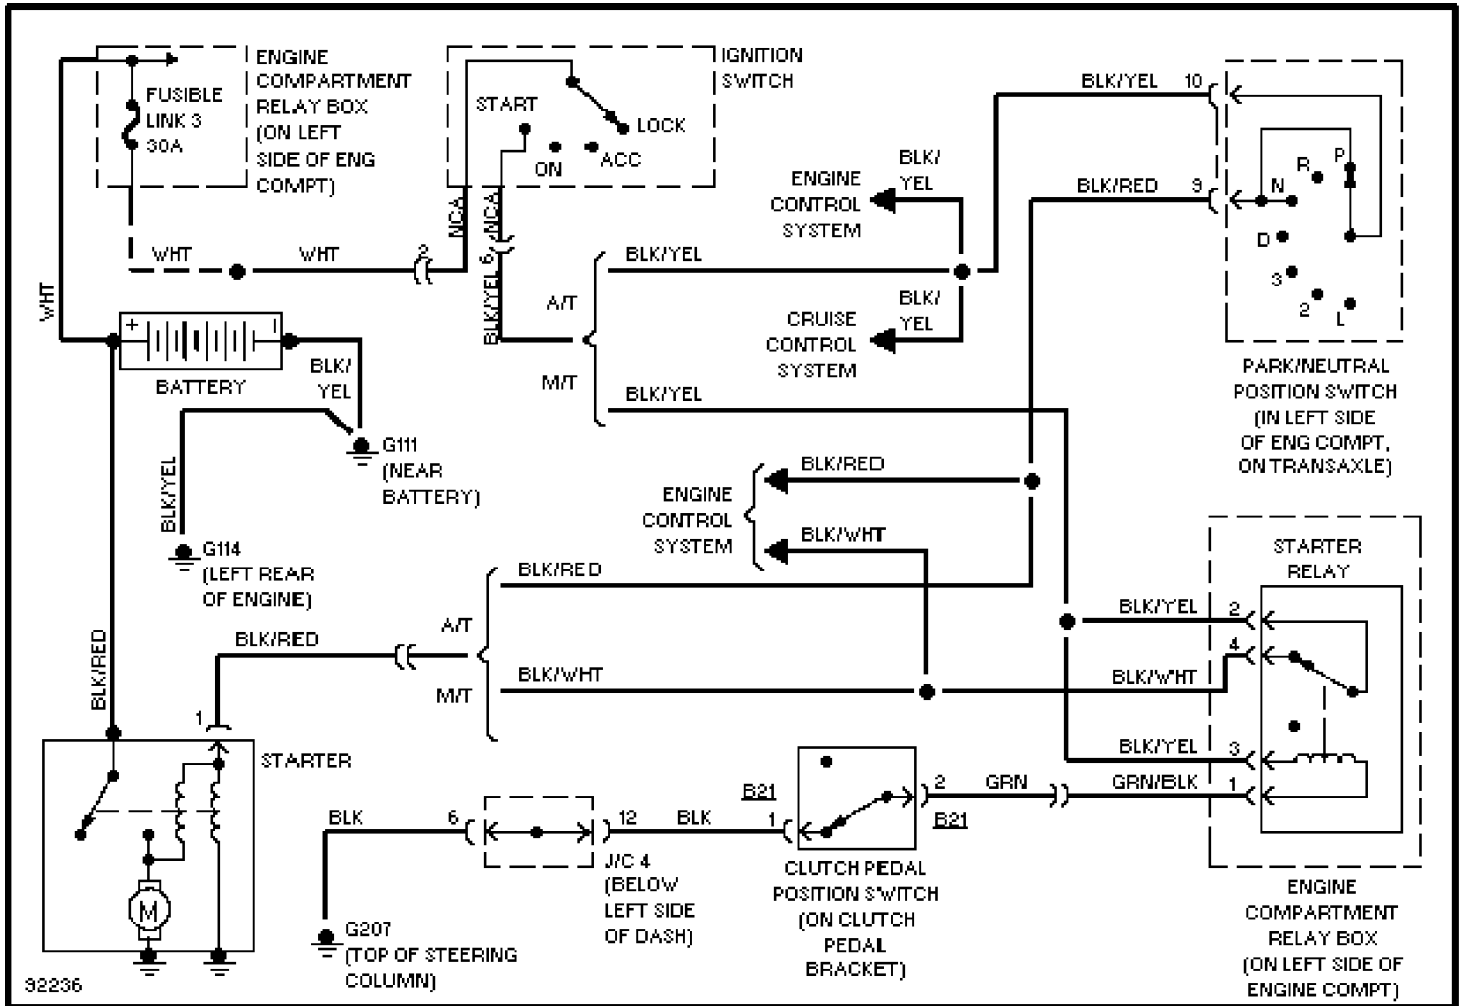 ENGINE
COMPARTMENT
RELAY BOX
(ON LEFT
SIDE OF ENG
COMPT)
FUSIBLE
LINK 3
30A
IGNITION
SWITCH
START
LOCK
ON
ACC
NCA
NCA
WHT
WHT
WHT
2
6
BLK/YEL
BLK/YEL
A/T
M/T
BLK/YEL
BLK/
YEL
ENGINE
CONTROL
SYSTEM
BLK/
YEL
CRUISE
CONTROL
SYSTEM
BLK/YEL
10
BLK/RED
9
P
R
N
D
3
2
L
PARK/NEUTRAL
POSITION SWITCH
(IN LEFT SIDE
OF ENG COMPT,
ON TRANSAXLE)
+
BATTERY
BLK/
YEL
G111
(NEAR
BATTERY)
BLK/YEL
G114
(LEFT REAR
OF ENGINE)
ENGINE
CONTROL
SYSTEM
BLK/RED
BLK/WHT
BLK/RED
BLK/RED
BLK/RED
A/T
M/T
BLK/WHT
1
STARTER
M
STARTER
RELAY
BLK/YEL
2
BLK/WHT
4
BLK/YEL
3
GRN
GRN/BLK
1
2
B21
B21
BLK
6
12
BLK
1
J/C 4
(BELOW
LEFT SIDE
OF DASH)
CLUTCH PEDAL
POSITION SWITCH
(ON CLUTCH
PEDAL
BRACKET)
G207
(TOP OF STEERING
COLUMN)
ENGINE
COMPARTMENT
RELAY BOX
(ON LEFT SIDE OF
ENGINE COMPT)
92236